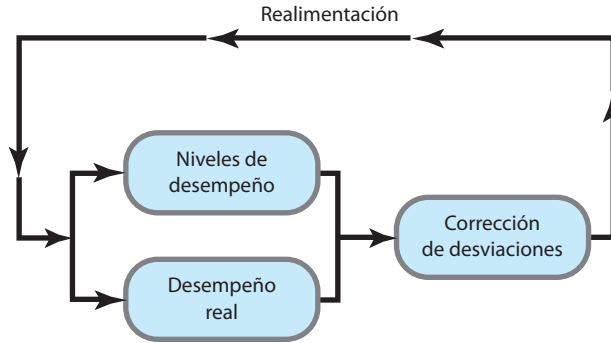 Realimentación
Niveles de
desempeño
Corrección
de desviaciones
Desempeño
real